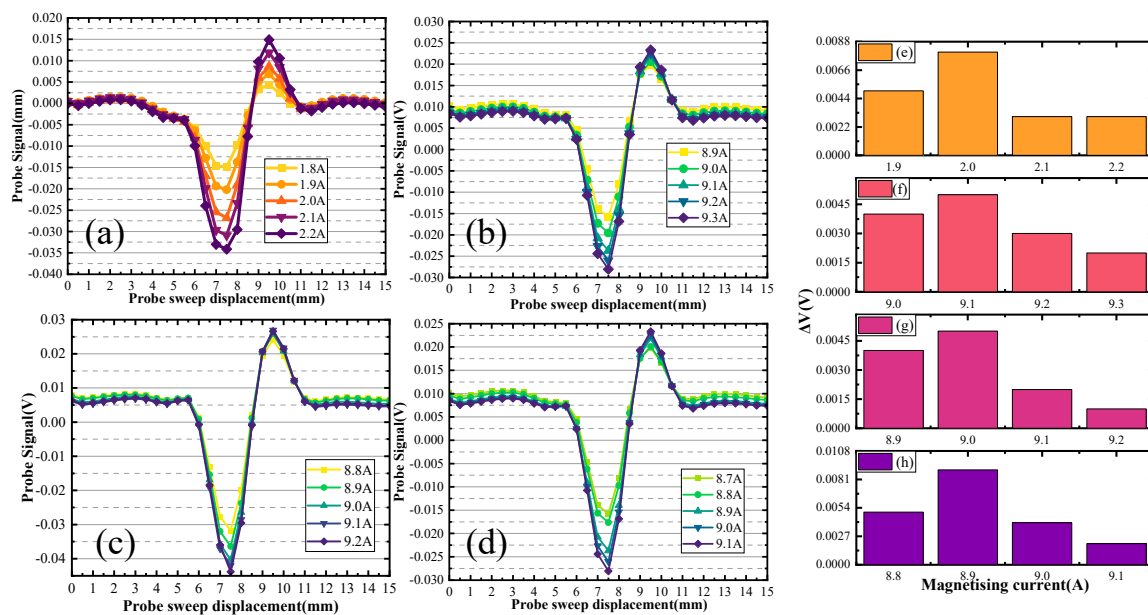 0.020
0.015
0.010
0.005
0.000
-0.005
-0.010
-0.015
-0.020
-0.025
-0.030
-0.035
-0.040
Probe Signal(mm)
0 1 2 3 4 5 6 7 8 9 10 11 12 13 14 15
Probe sweep displacement(mm)
1.8A
1.9A
2.0A
2.1A
2.2A
(a)
0.030
0.025
0.020
0.015
0.010
0.005
0.000
-0.005
-0.010
-0.015
-0.020
-0.025
-0.030
Probe Signal(V)
0 1 2 3 4 5 6 7 8 9 10 11 12 13 14 15
Probe sweep displacement(mm)
8.9A
9.0A
9.1A
9.2A
9.3A
(b)
0.03
0.02
0.01
0.00
-0.01
-0.02
-0.03
-0.04
Probe Signal(V)
0 1 2 3 4 5 6 7 8 9 10 11 12 13 14 15
Probe sweep displacement(mm)
8.8A
8.9A
9.0A
9.1A
9.2A
(c)
0.025
0.020
0.015
0.010
0.005
0.000
-0.005
-0.010
-0.015
-0.020
-0.025
-0.030
Probe Signal(V)
0 1 2 3 4 5 6 7 8 9 10 11 12 13 14 15
Probe sweep displacement(mm)
8.7A
8.8A
8.9A
9.0A
9.1A
(d)
ΔV(V)
0.0088
0.0066
0.0044
0.0022
0.0000
(e)
1.9 2.0 2.1 2.2
0.0045
0.0030
0.0015
0.0000
(f)
9.0 9.1 9.2 9.3
0.0045
0.0030
0.0015
0.0000
(g)
8.9 9.0 9.1 9.2
0.0108
0.0081
0.0054
0.0027
0.0000
(h)
8.8 8.9 9.0 9.1
Magnetising current(A)